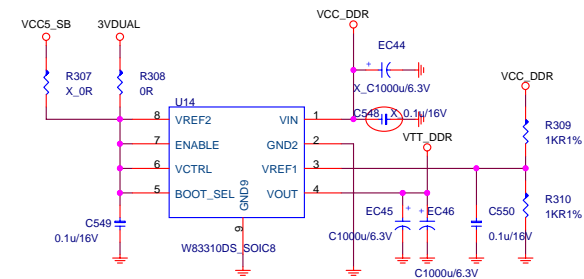 VCC5_SB
3VDUAL
VCC_DDR
R307
X_0R
R308
0R
EC44
X_C1000u/6.3V
U14
C548 X_0.1u/16V
VCC_DDR
8 VREF2
VIN 1
7 ENABLE
GND2 2
6 VCTRL
VREF1 3
5 BOOT_SEL
VOUT 4
GND9
9
VTT_DDR
R309
1KR1%
R310
1KR1%
C549
0.1u/16V
W83310DS_SOIC8
EC45
C1000u/6.3V
EC46
C1000u/6.3V
C550
0.1u/16V